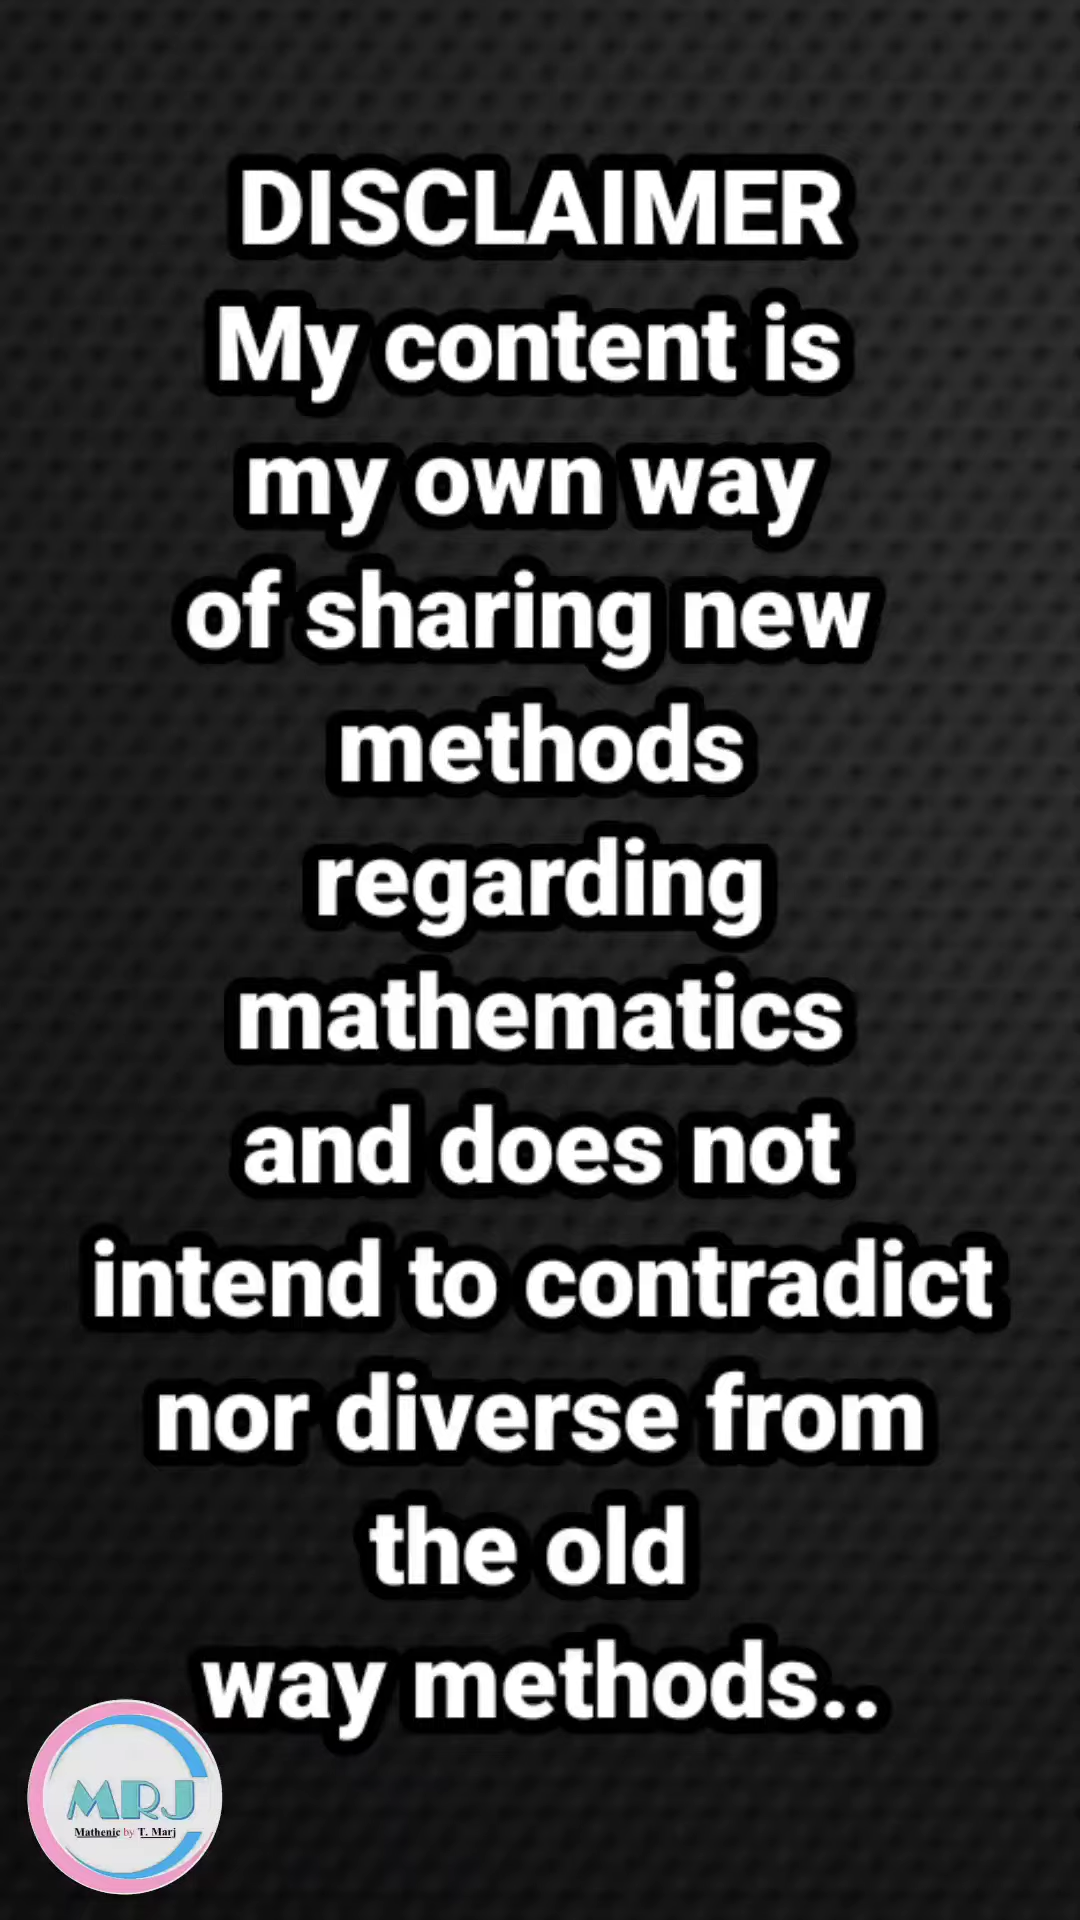 DISCLAIMER
My content is
my own way
of sharing new
methods
regarding
mathematics
and does not
intend to contradict
nor diverse from
the old
way methods..
MRJ
Mathenic by T. Marj